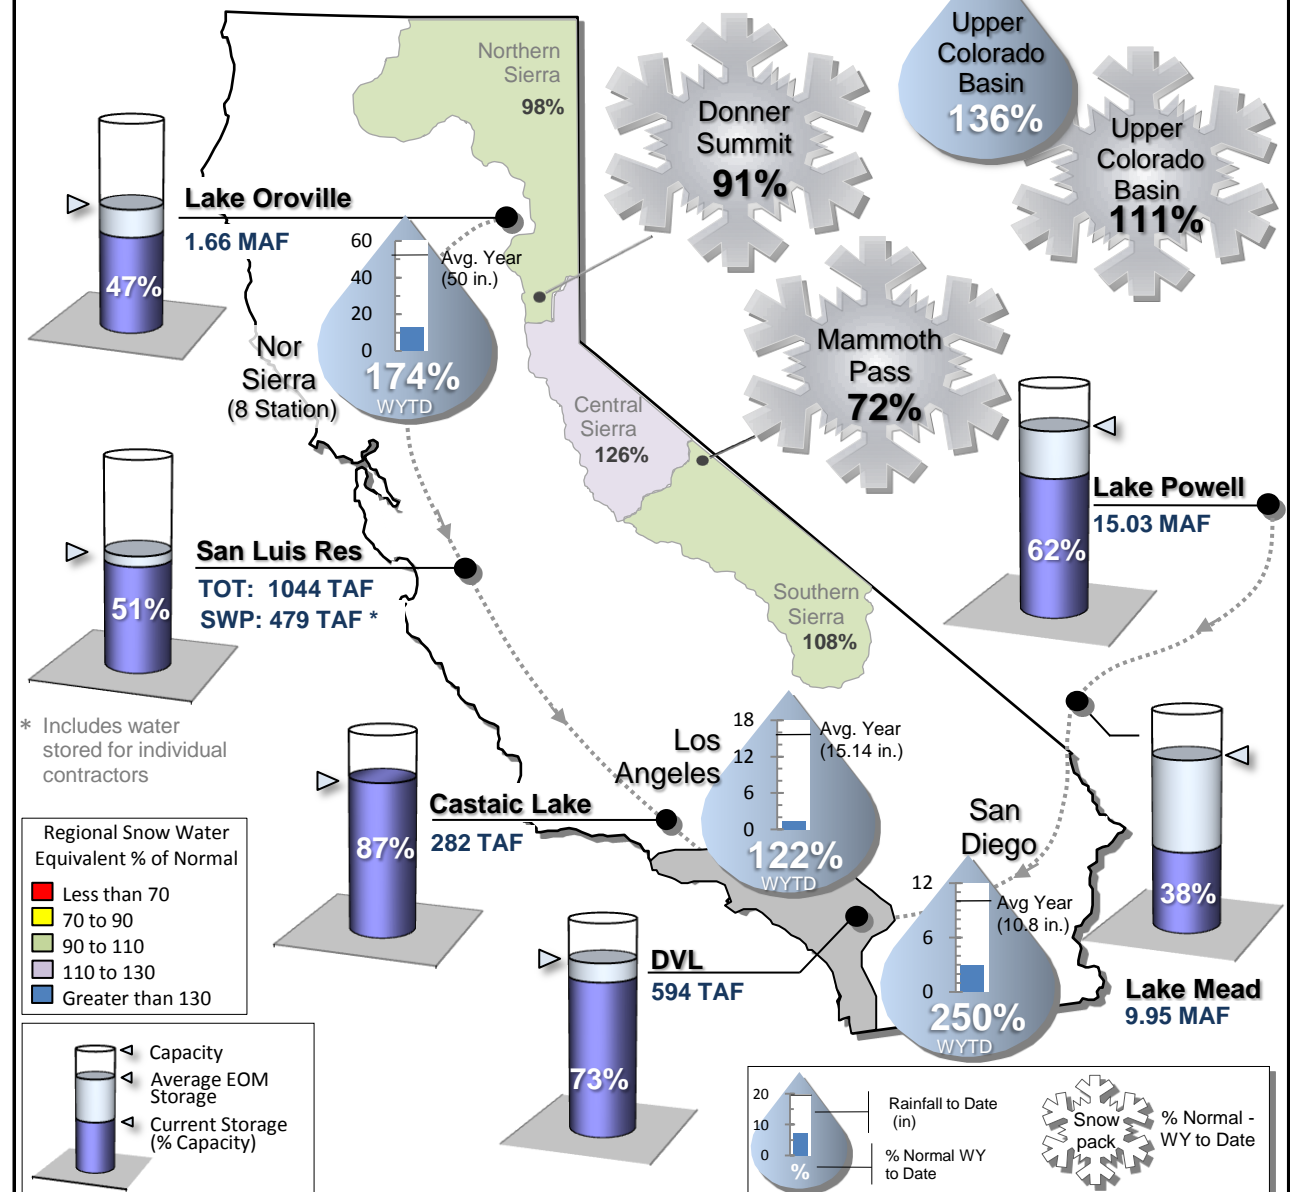 Northern
Sierra
98%
Donner
Summit
91%
Upper
Colorado
Basin
136%
Upper
Colorado
Basin
111%
Lake Oroville
1.66 MAF
47%
60
40
20
0
Avg. Year
(50 in.)
174%
WYTD
Nor
Sierra
(8 Station)
Mammoth
Pass
72%
Central
Sierra
126%
Lake Powell
15.03 MAF
62%
San Luis Res
TOT: 1044 TAF
SWP: 479 TAF *
51%
Southern
Sierra
108%
* Includes water
stored for individual
contractors
Los
Angeles
18
12
6
0
Avg. Year
(15.14 in.)
122%
WYTD
Castaic Lake
282 TAF
87%
San
Diego
12
6
0
Avg Year
(10.8 in.)
250%
WYTD
38%
Lake Mead
9.95 MAF
DVL
594 TAF
73%
Regional Snow Water
Equivalent % of Normal
Less than 70
70 to 90
90 to 110
110 to 130
Greater than 130
Capacity
Average EOM
Storage
Current Storage
(% Capacity)
20
10
0
%
Rainfall to Date
(in)
% Normal WY
to Date
Snow
pack
% Normal -
WY to Date